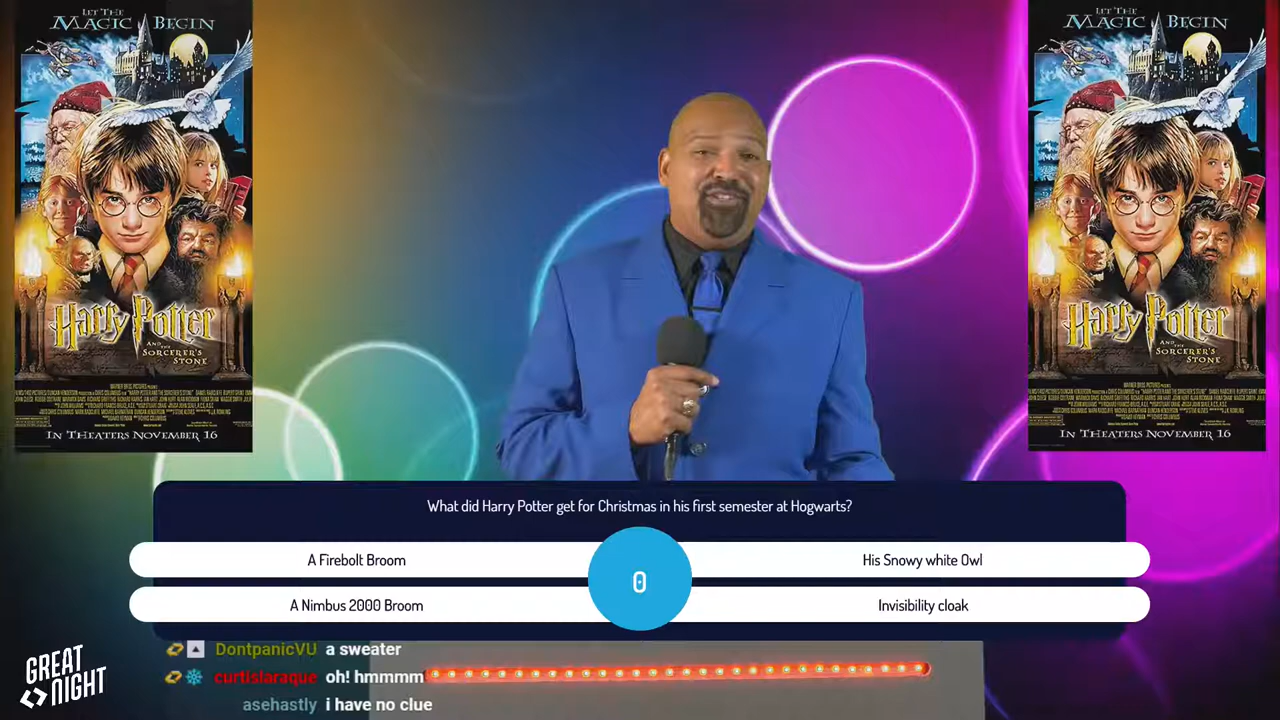 LET THE
MAGIC BEGIN
Harry Potter
AND THE
SORCERER'S
STONE
IN THEATERS NOVEMBER 16
LET THE
MAGIC BEGIN
Harry Potter
AND THE
SORCERER'S
STONE
IN THEATERS NOVEMBER 16
What did Harry Potter get for Christmas in his first semester at Hogwarts?
A Firebolt Broom
His Snowy white Owl
0
A Nimbus 2000 Broom
Invisibility cloak
DontpanicVU a sweater
curtislaraque oh! hmmmm
asehastly i have no clue
GREAT
NIGHT